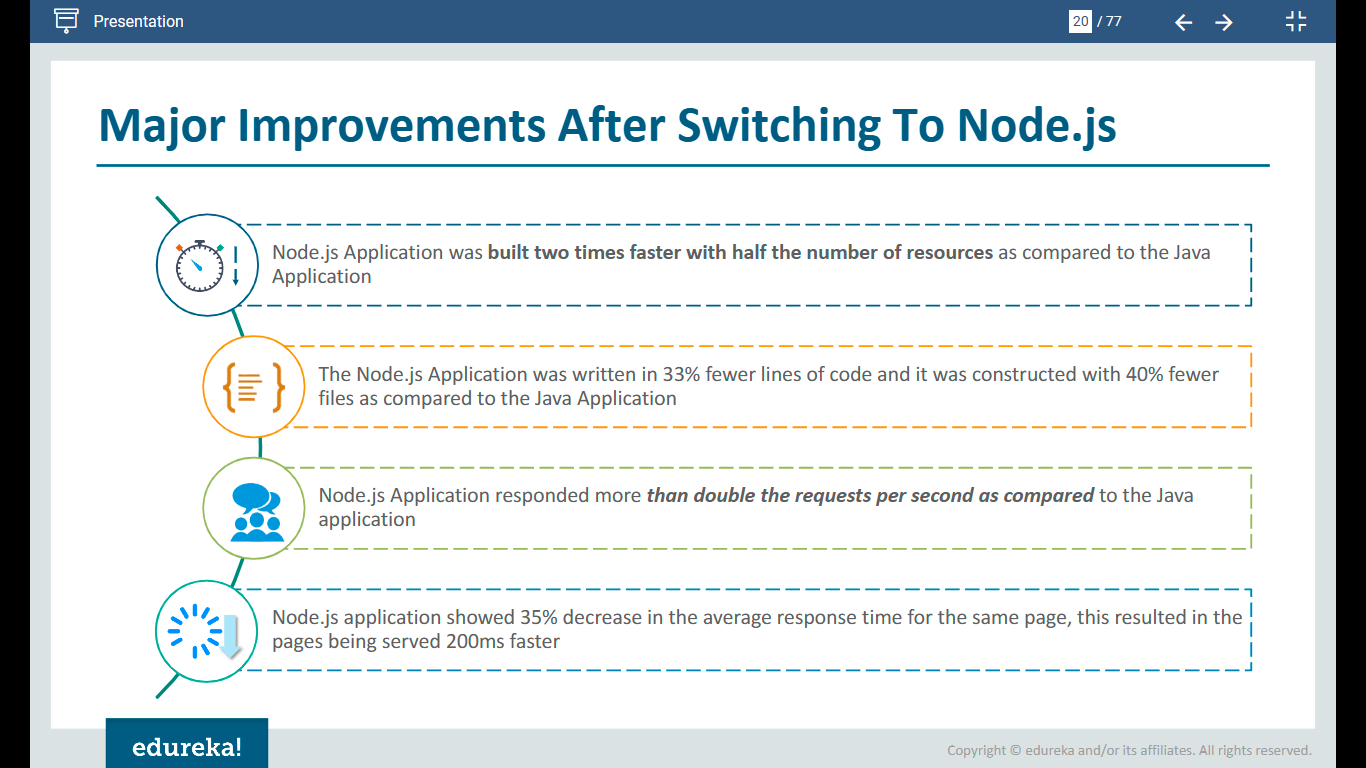 Presentation
20 / 77
Major Improvements After Switching To Node.js
Node.js Application was built two times faster with half the number of resources as compared to the Java
Application
The Node.js Application was written in 33% fewer lines of code and it was constructed with 40% fewer
files as compared to the Java Application
Node.js Application responded more than double the requests per second as compared to the Java
application
Node.js application showed 35% decrease in the average response time for the same page, this resulted in the
pages being served 200ms faster
edureka!
Copyright © edureka and/or its affiliates. All rights reserved.